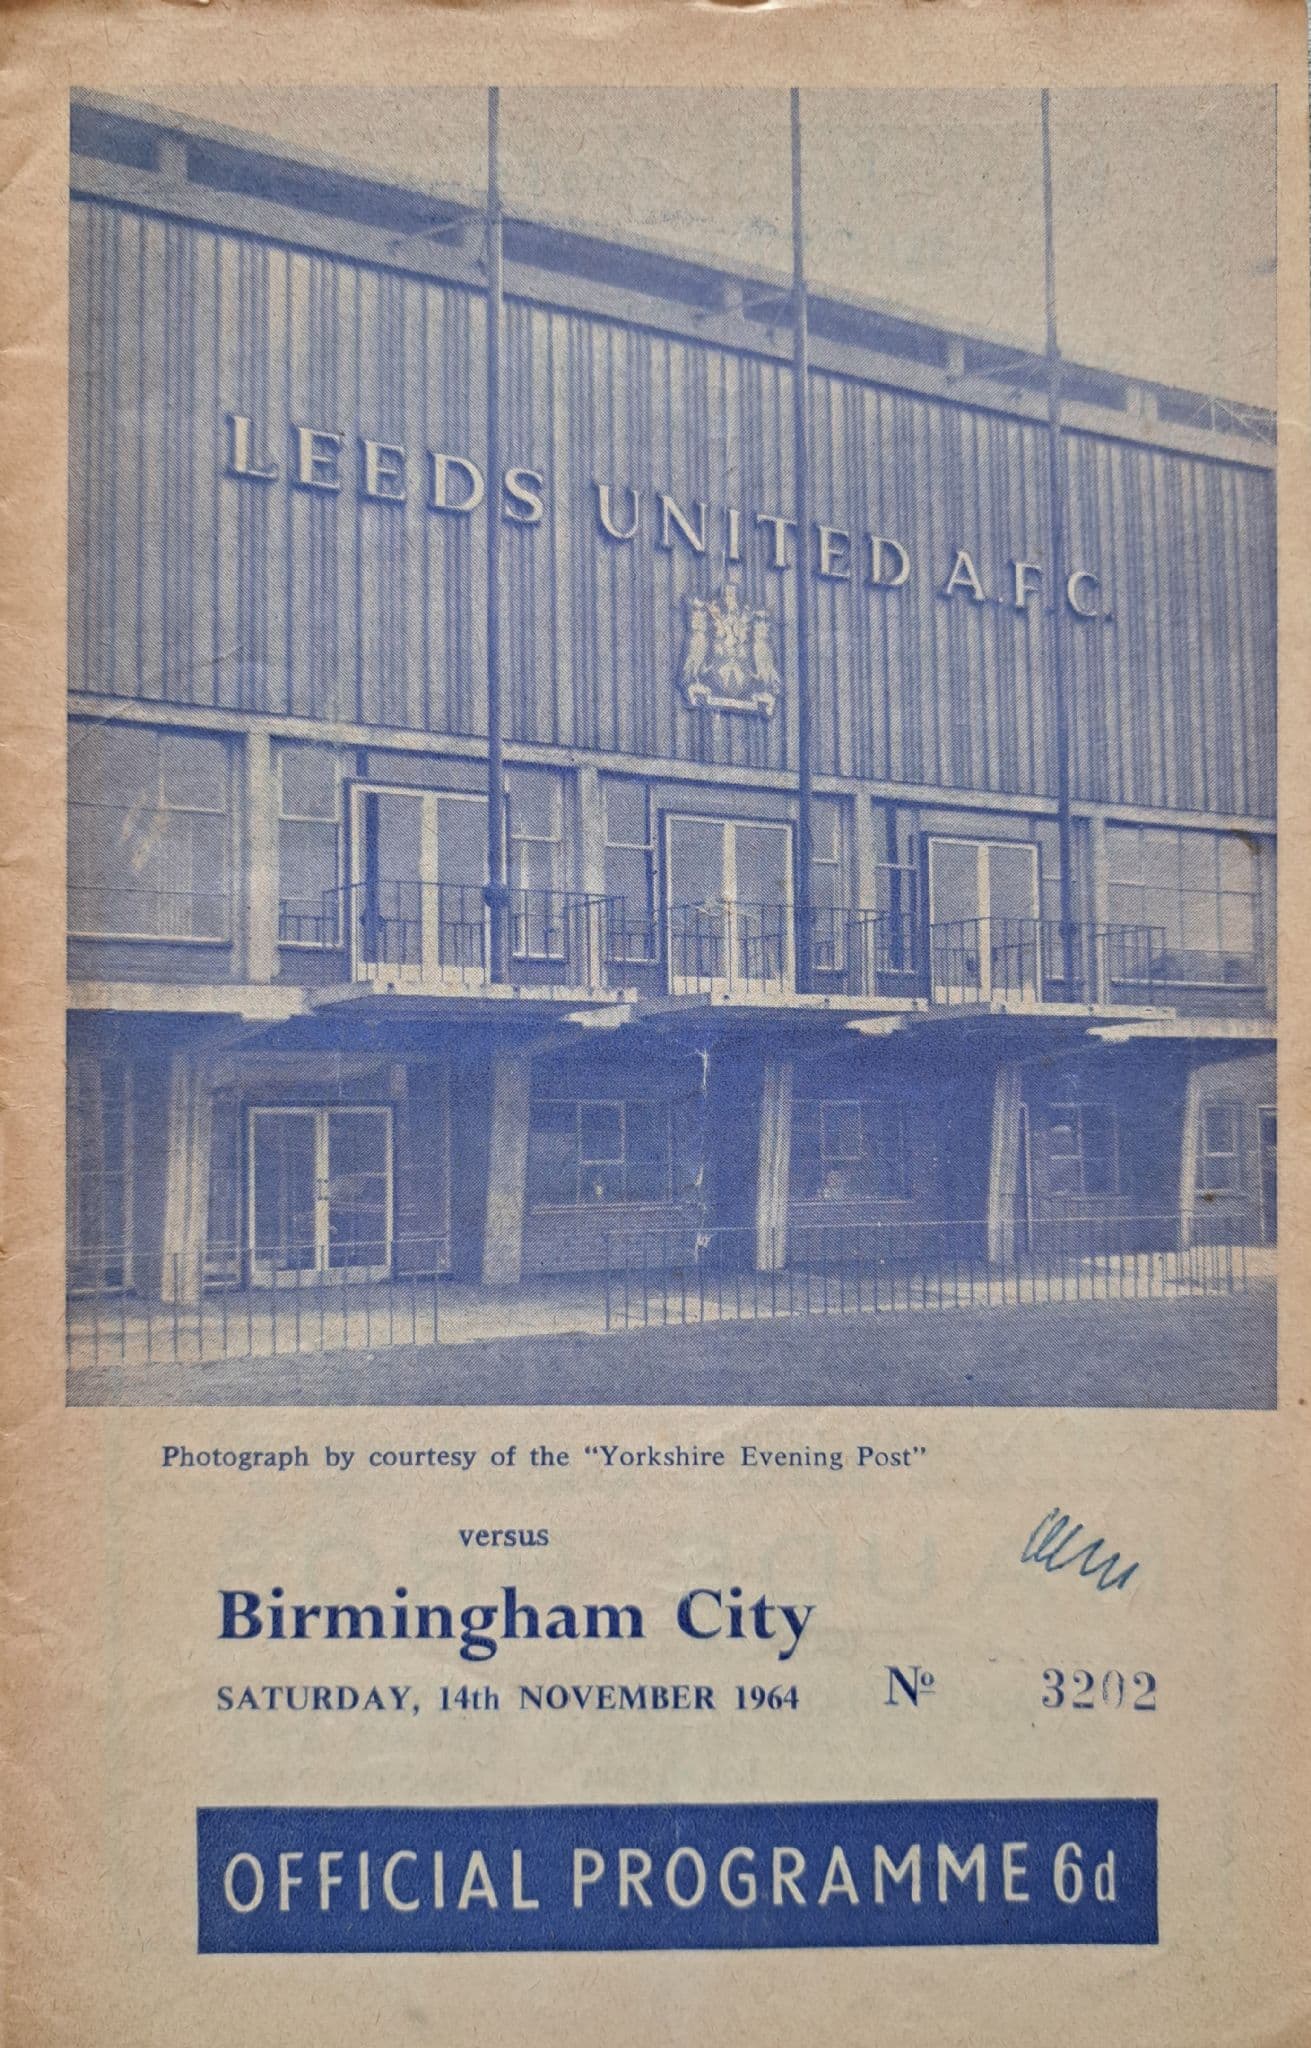 LEEDS UNITED A.F.C.
Photograph by courtesy of the "Yorkshire Evening Post"
versus
Birmingham City
SATURDAY, 14th NOVEMBER 1964 Nº 3202
OFFICIAL PROGRAMME 6d